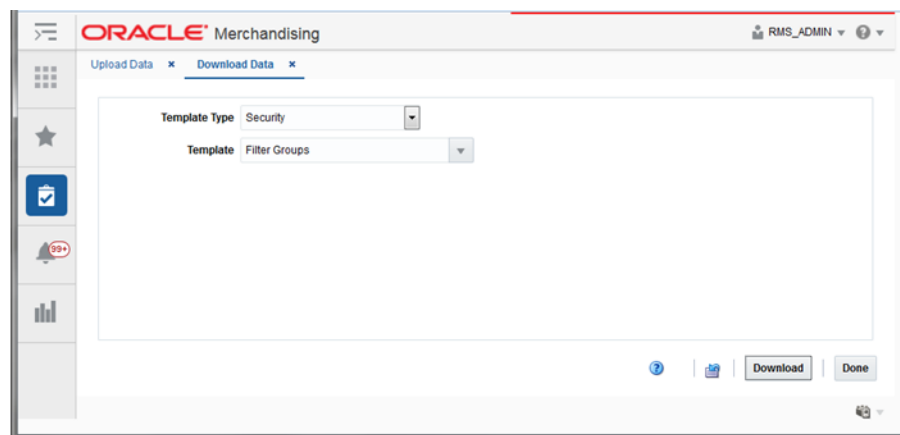 ORACLE Merchandising
RMS_ADMIN
Upload Data × Download Data ×
Template Type Security
Template Filter Groups
99+
Download Done